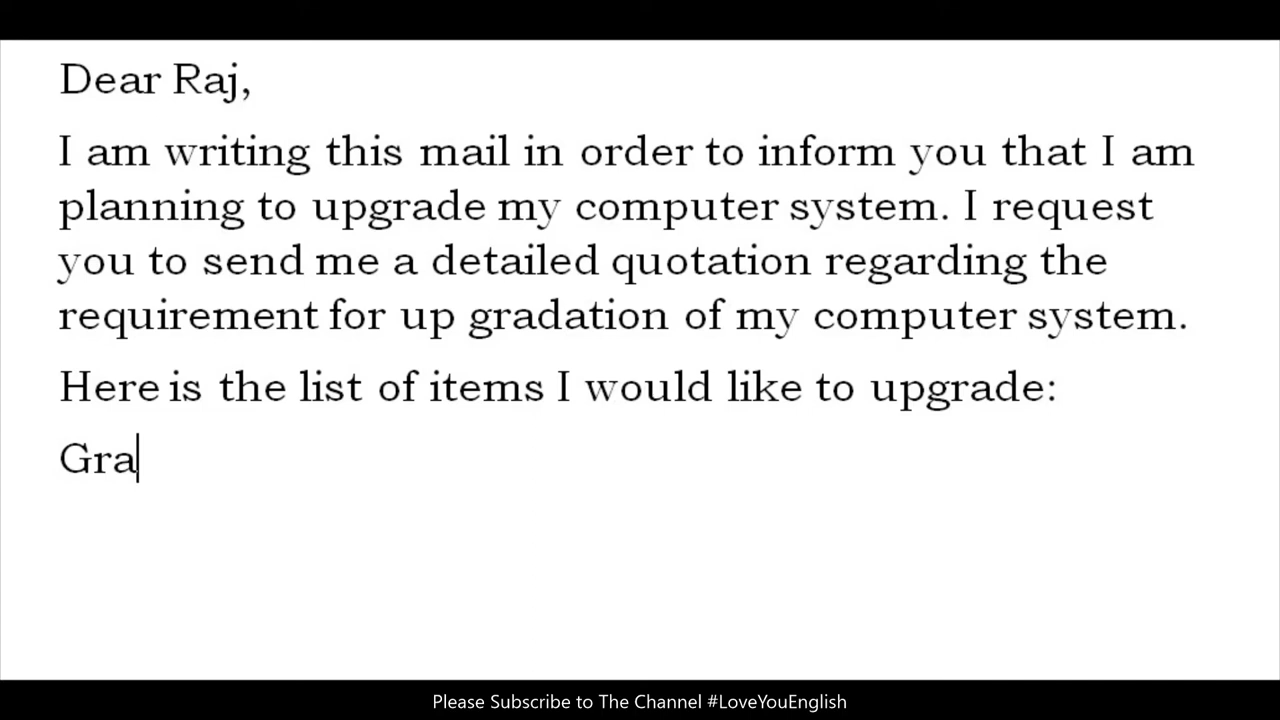 Dear Raj,
I am writing this mail in order to inform you that I am
planning to upgrade my computer system. I request
you to send me a detailed quotation regarding the
requirement for up gradation of my computer system.
Here is the list of items I would like to upgrade:
Gra
Please Subscribe to The Channel #LoveYouEnglish